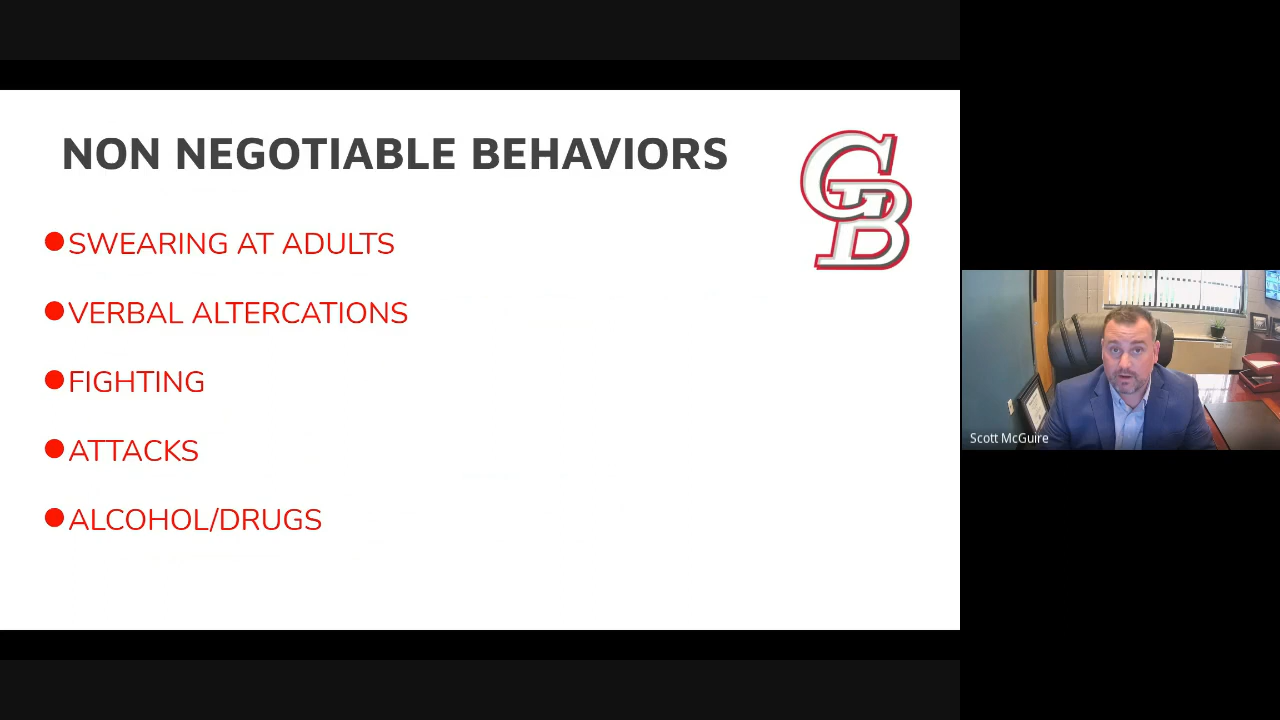 NON NEGOTIABLE BEHAVIORS
GB
SWEARING AT ADULTS
VERBAL ALTERCATIONS
FIGHTING
ATTACKS
ALCOHOL/DRUGS
Scott McGuire